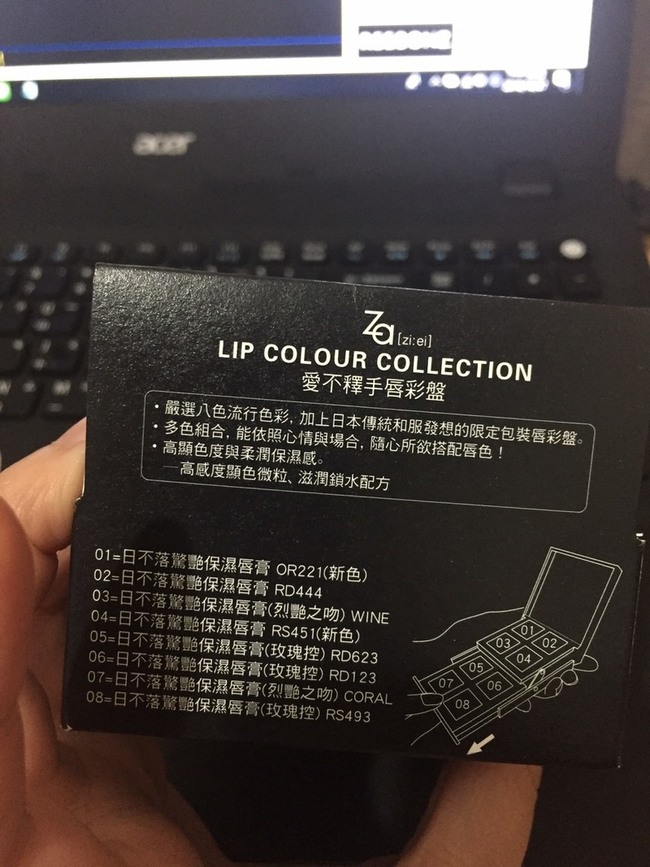 acer
Za [zi:ei]
LIP COLOUR COLLECTION
愛不釋手唇彩盤
・嚴選八色流行色彩, 加上日本傳統和服發想的限定包裝唇彩盤。
・多色組合, 能依照心情與場合, 隨心所欲搭配唇色！
・高顯色度與柔潤保濕感。
—高感度顯色微粒、滋潤鎖水配方
01=日不落驚艷保濕唇膏 OR221(新色)
02=日不落驚艷保濕唇膏 RD444
03=日不落驚艷保濕唇膏(烈艷之吻) WINE
04=日不落驚艷保濕唇膏 RS451(新色)
05=日不落驚艷保濕唇膏(玫瑰控) RD623
06=日不落驚艷保濕唇膏(玫瑰控) RD123
07=日不落驚艷保濕唇膏(烈艷之吻) CORAL
08=日不落驚艷保濕唇膏(玫瑰控) RS493
01
03 02
04
05
07 06
08